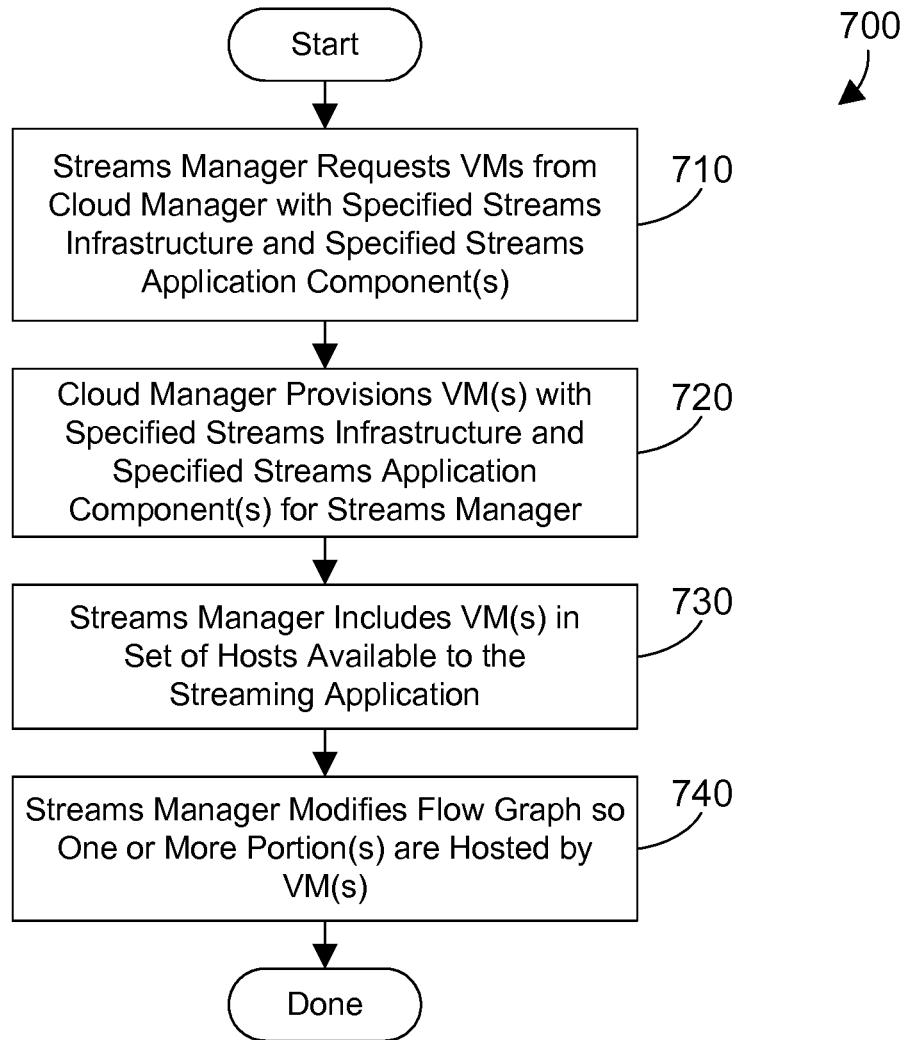 Start
700
Streams Manager Requests VMs from
Cloud Manager with Specified Streams
Infrastructure and Specified Streams
Application Component(s)
710
Cloud Manager Provisions VM(s) with
Specified Streams Infrastructure and
Specified Streams Application
Component(s) for Streams Manager
720
Streams Manager Includes VM(s) in
Set of Hosts Available to the
Streaming Application
730
Streams Manager Modifies Flow Graph so
One or More Portion(s) are Hosted by
VM(s)
740
Done